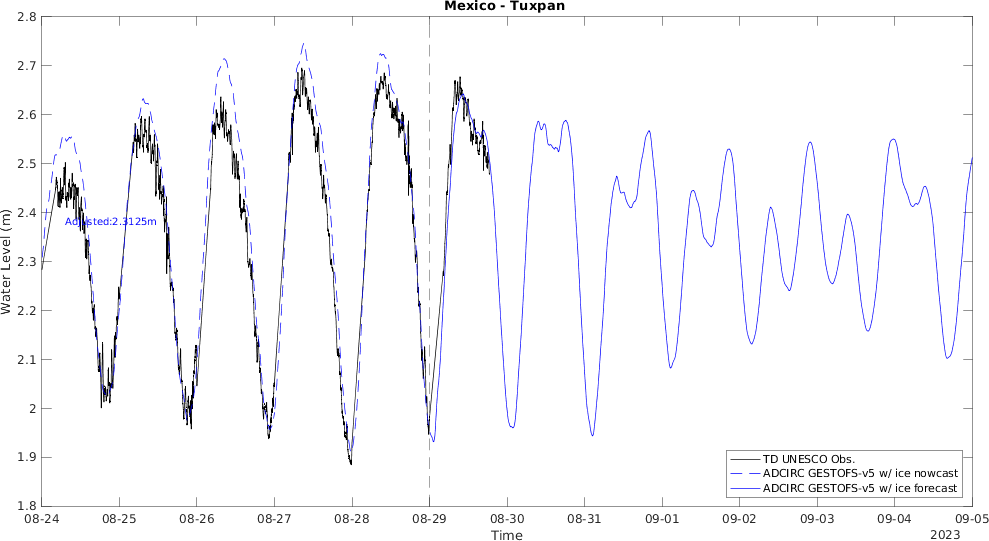 Mexico - Tuxpan
2.8
2.7
2.6
2.5
2.4
2.3
2.2
2.1
2
1.9
1.8
Water Level (m)
Adjusted:2.3125m
TD UNESCO Obs.
ADCIRC GESTOFS-v5 w/ ice nowcast
ADCIRC GESTOFS-v5 w/ ice forecast
08-24 08-25 08-26 08-27 08-28 08-29 08-30 08-31 09-01 09-02 09-03 09-04 09-05
Time
2023